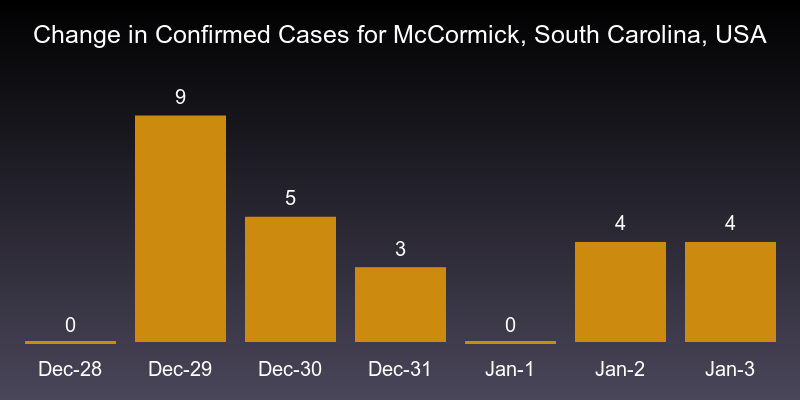 Change in Confirmed Cases for McCormick, South Carolina, USA
9
5
4
4
3
0
0
Dec-28
Dec-29
Dec-30
Dec-31
Jan-1
Jan-2
Jan-3